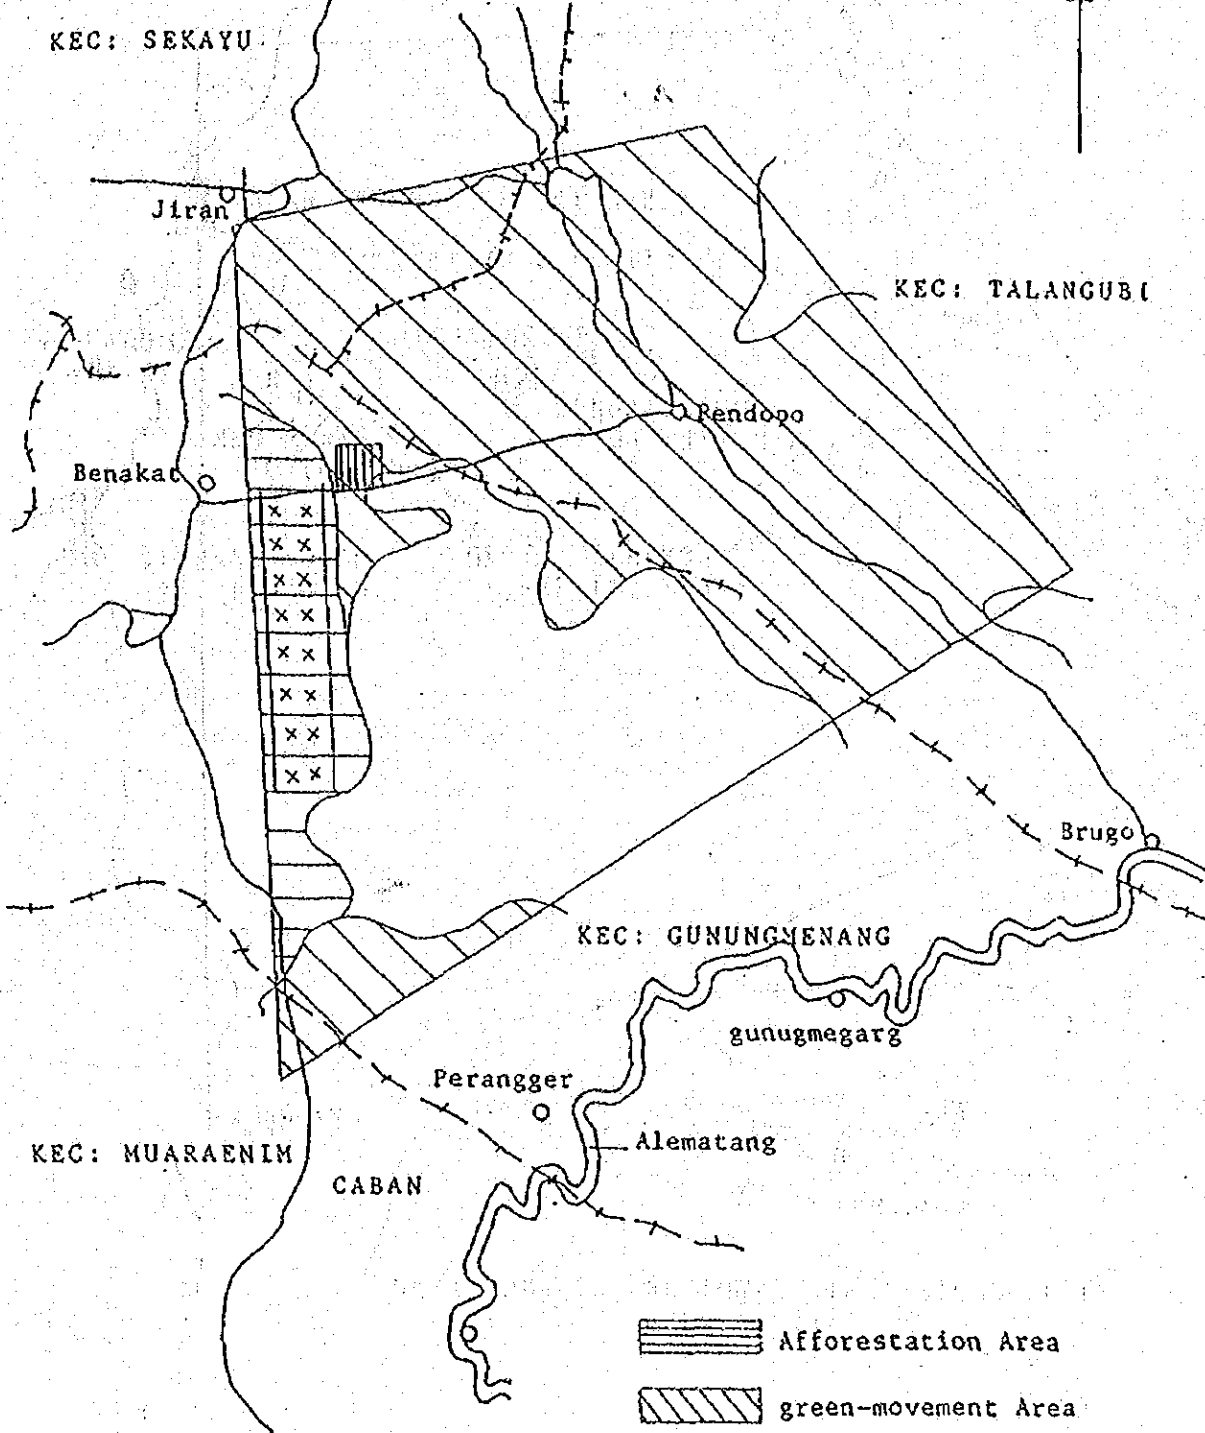 KEC: SEKAYU
Jiran
KEC: TALANGUBI
Pendopo
Benakat
Brugo
KEC: GUNUNGMENANG
gunugmegarg
Perangger
Alematang
KEC: MUARAENIM
CABAN
Afforestation Area
green-movement Area